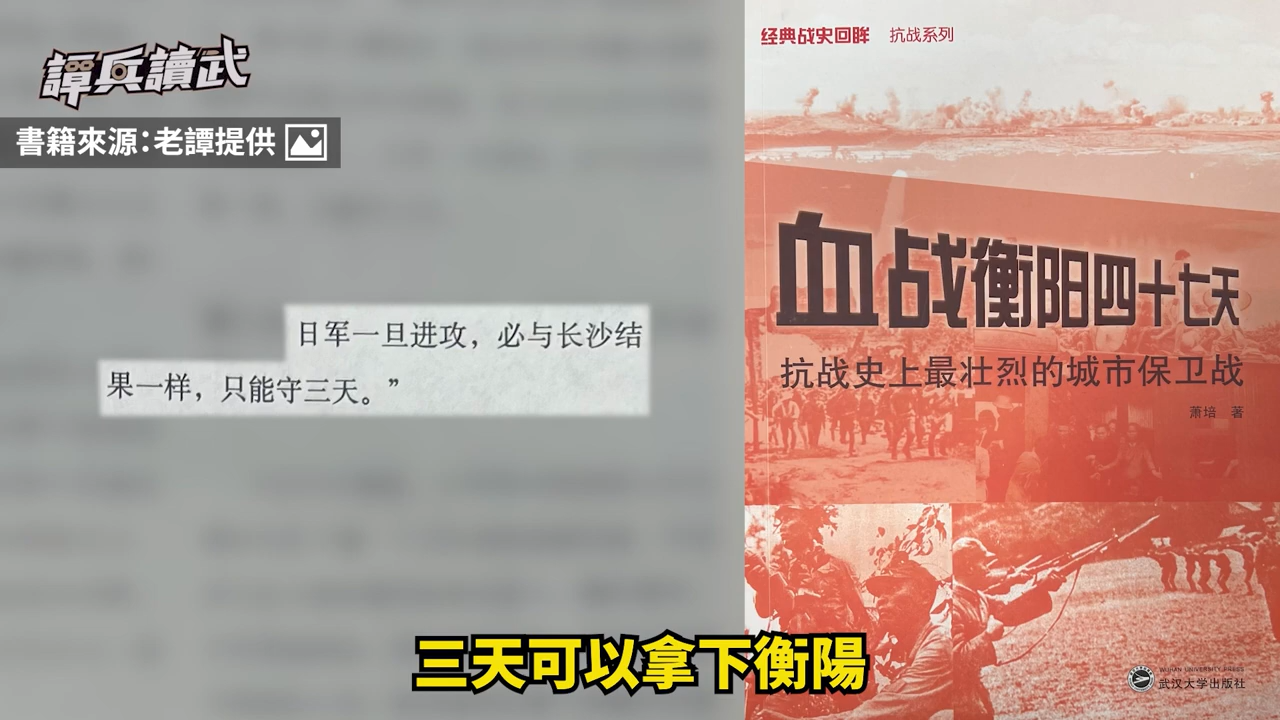 譚兵讀武
書籍來源：老譚提供
日军一旦进攻，必与长沙结
果一样，只能守三天。”
经典战史回眸 抗战系列
血战衡阳四十七天
抗战史上最壮烈的城市保卫战
萧培 著
WUHAN UNIVERSITY PRESS
武汉大学出版社
三天可以拿下衡陽